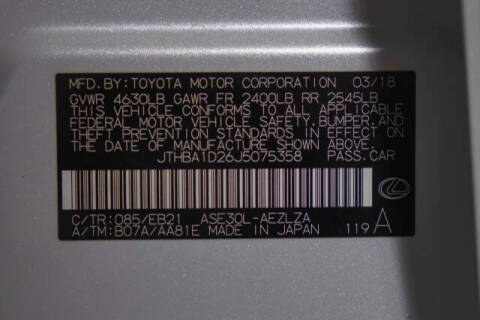 MFD.BY:TOYOTA MOTOR CORPORATION 03/18
GVWR 4630LB GAWR FR 2400LB RR 2545LB
THIS VEHICLE CONFORMS TO ALL APPLICABLE
FEDERAL MOTOR VEHICLE SAFETY,BUMPER,AND
THEFT PREVENTION STANDARDS IN EFFECT
ON THE DATE OF MANUFACTURE SHOWN ABOVE.
JTHBA1D26J5075358 PASS.CAR
C/TR:085/EB21 ASE30L-AEZLZA
A/TM:B07A/AA81E MADE IN JAPAN 119 A